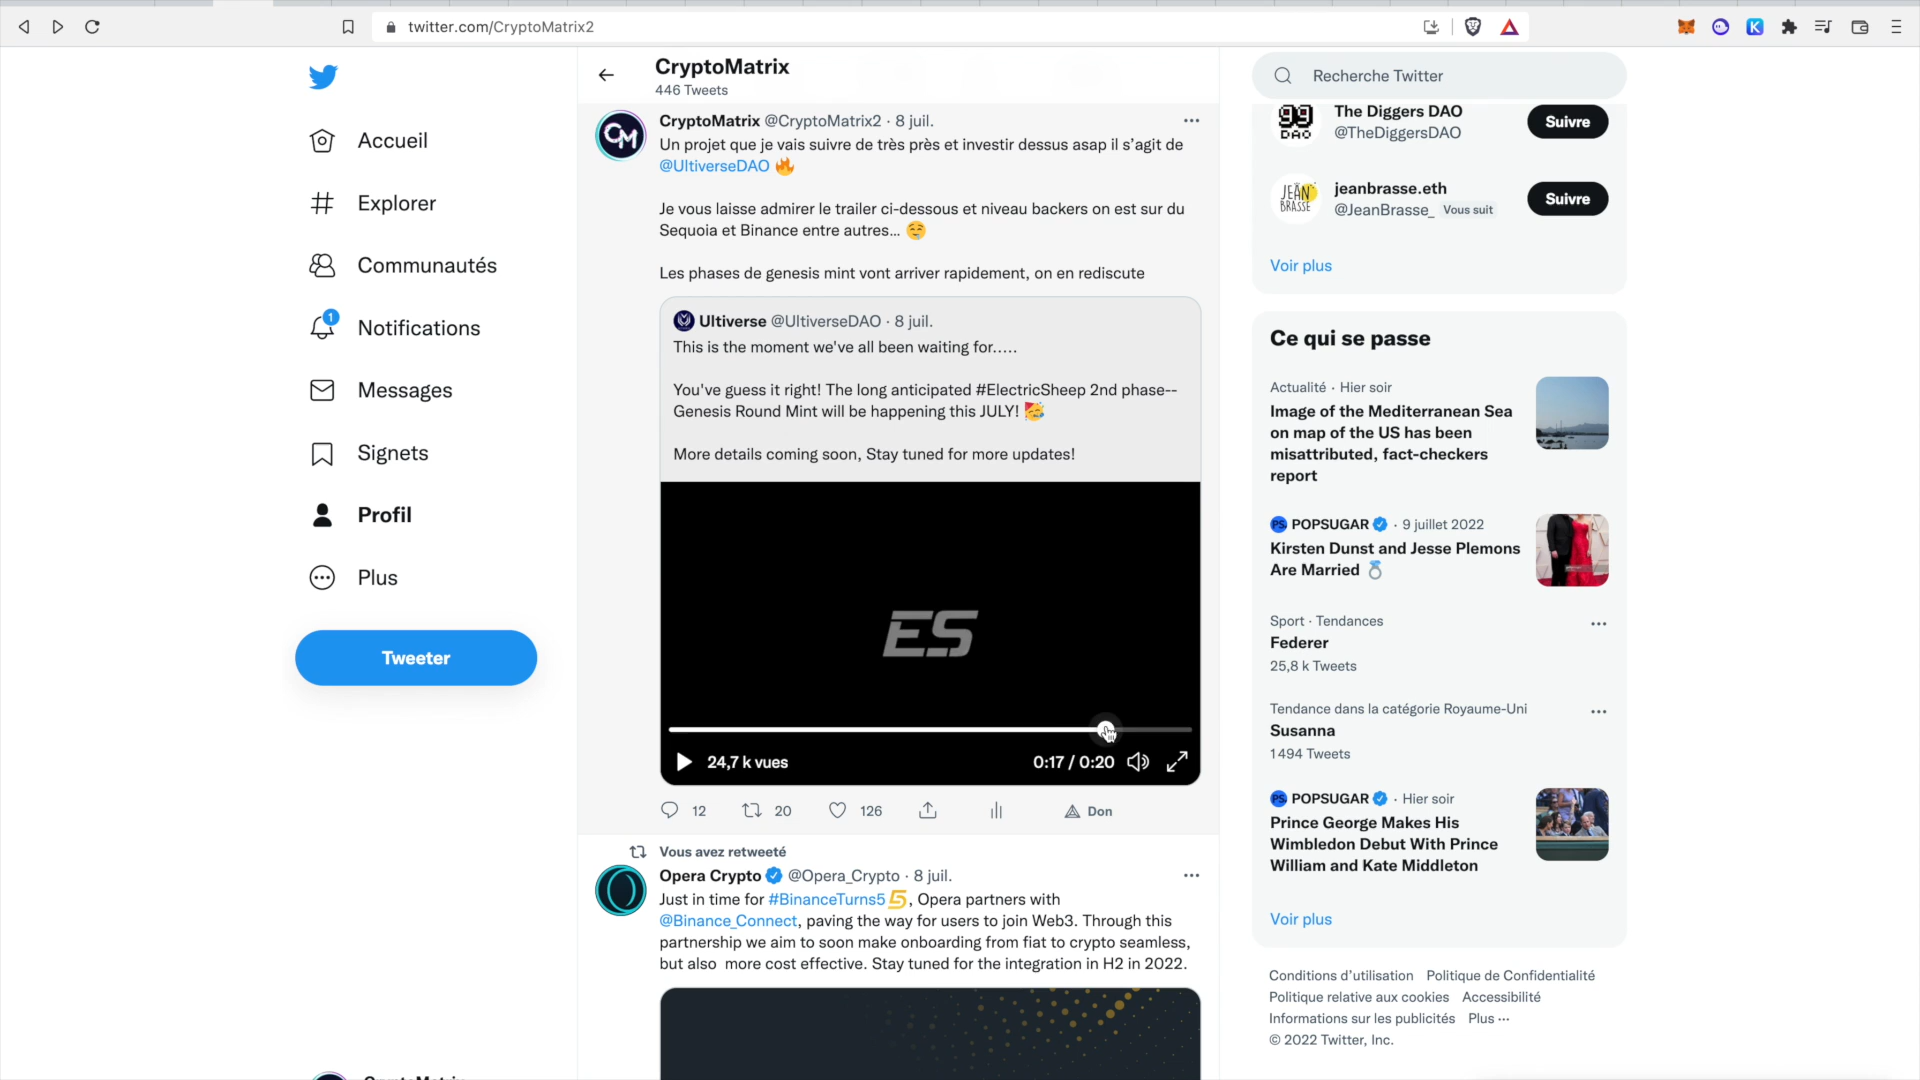 twitter.com/CryptoMatrix2
Accueil
Explorer
Communautés
1
Notifications
Messages
Signets
Profil
Plus
Tweeter
CryptoMatrix
446 Tweets
CM
CryptoMatrix @CryptoMatrix2 · 8 juil.
Un projet que je vais suivre de très près et investir dessus asap il s’agit de
@UltiverseDAO 🔥
Je vous laisse admirer le trailer ci-dessous et niveau backers on est sur du
Sequoia et Binance entre autres… 🤤
Les phases de genesis mint vont arriver rapidement, on en rediscute
Ultiverse @UltiverseDAO · 8 juil.
This is the moment we've all been waiting for…..
You've guess it right! The long anticipated #ElectricSheep 2nd phase--
Genesis Round Mint will be happening this JULY! 🥳
More details coming soon, Stay tuned for more updates!
ES
24,7 k vues
0:17 / 0:20
12
20
126
Don
Vous avez retweeté
Opera Crypto @Opera_Crypto · 8 juil.
Just in time for #BinanceTurns5 5, Opera partners with
@Binance_Connect, paving the way for users to join Web3. Through this
partnership we aim to soon make onboarding from fiat to crypto seamless,
but also more cost effective. Stay tuned for the integration in H2 in 2022.
Recherche Twitter
DAO
The Diggers DAO
@TheDiggersDAO
Suivre
JEAN
BRASSE
jeanbrasse.eth
@JeanBrasse_ Vous suit
Suivre
Voir plus
Ce qui se passe
Actualité · Hier soir
Image of the Mediterranean Sea
on map of the US has been
misattributed, fact-checkers
report
PS POPSUGAR · 9 juillet 2022
Kirsten Dunst and Jesse Plemons
Are Married 💍
Sport · Tendances
Federer
25,8 k Tweets
Tendance dans la catégorie Royaume-Uni
Susanna
1 494 Tweets
PS POPSUGAR · Hier soir
Prince George Makes His
Wimbledon Debut With Prince
William and Kate Middleton
Voir plus
Conditions d’utilisation Politique de Confidentialité
Politique relative aux cookies Accessibilité
Informations sur les publicités Plus ···
© 2022 Twitter, Inc.